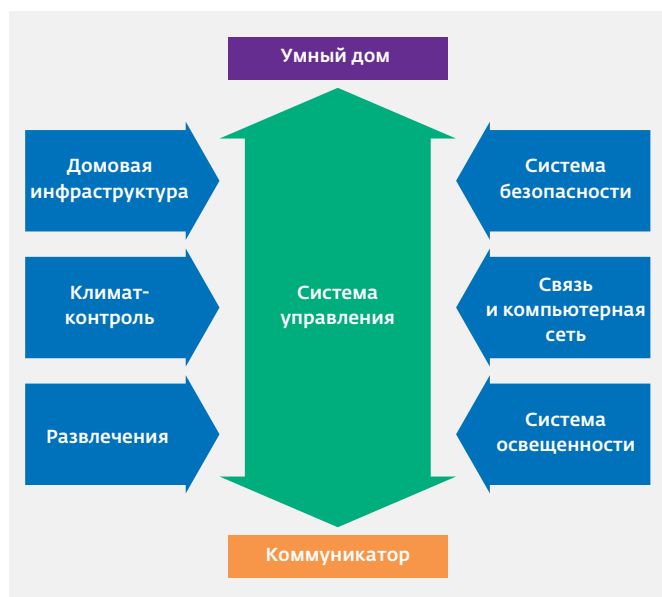 Умный дом
Домовая
инфраструктура
Система
безопасности
Климат-
контроль
Система
управления
Связь
и компьютерная
сеть
Развлечения
Система
освещенности
Коммуникатор